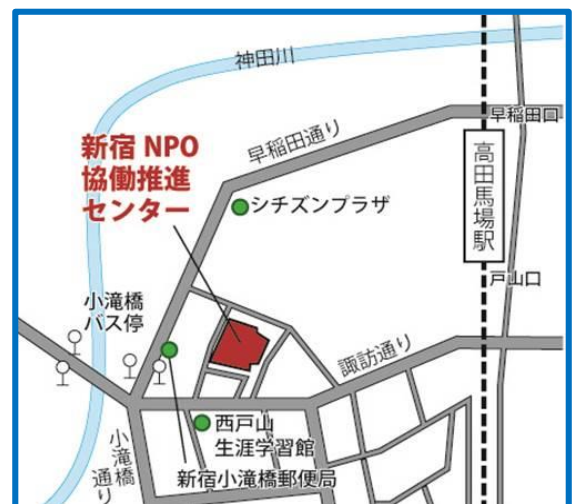 神田川
早稲田口
早稲田通り
新宿 NPO
協働推進
センター
高田馬場駅
シチズンプラザ
戸山口
小滝橋
バス停
諏訪通り
西戸山
生涯学習館
小滝橋
通り
新宿小滝橋郵便局